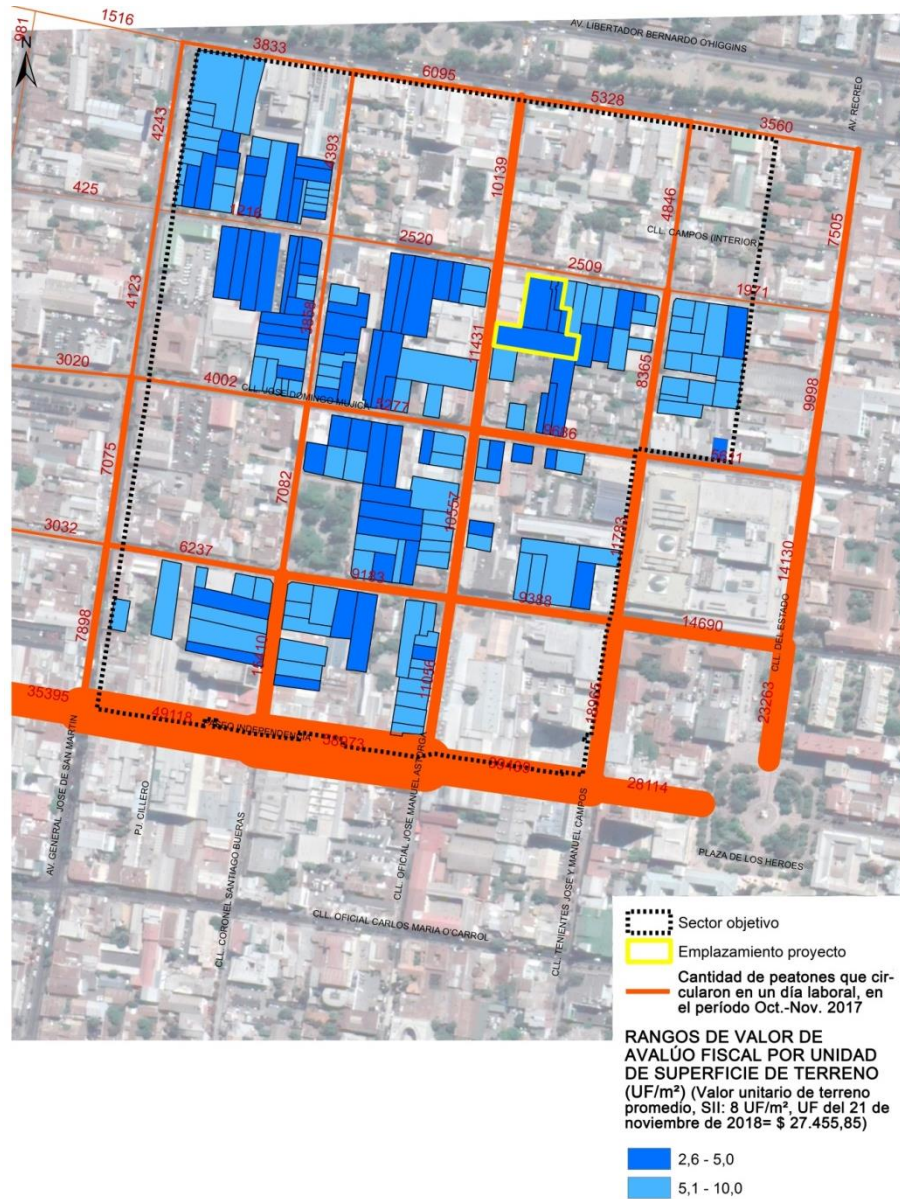 981
1516
N
AV. LIBERTADOR BERNARDO O'HIGGINS
3833
6095
5328
3560
AV. RECREO
4243
4393
10139
4846
7505
425
1216
2520
CLL. CAMPOS (INTERIOR)
2509
1971
4123
11431
8365
9998
3020
4002
CLL. JOSE DOMINGO MUJICA
5277
9686
7075
7082
10557
11783
14130
3032
6237
9183
9388
14690
CLL. DEL ESTADO
7898
11056
18965
23263
35395
49118
PASEO INDEPENDENCIA
28114
AV. GENERAL JOSE DE SAN MARTIN
PJ. CILLERO
CLL. CORONEL SANTIAGO BUERAS
CLL. OFICIAL JOSE MANUEL ASTORGA
CLL. TENIENTES JOSE Y MANUEL CAMPOS
PLAZA DE LOS HEROES
CLL. OFICIAL CARLOS MARIA O'CARROL
Sector objetivo
Emplazamiento proyecto
Cantidad de peatones que cir-
cularon en un día laboral, en
el período Oct.-Nov. 2017
RANGOS DE VALOR DE
AVALÚO FISCAL POR UNIDAD
DE SUPERFICIE DE TERRENO
(UF/m²) (Valor unitario de terreno
promedio, SII: 8 UF/m², UF del 21 de
noviembre de 2018= $ 27.455,85)
2,6 - 5,0
5,1 - 10,0